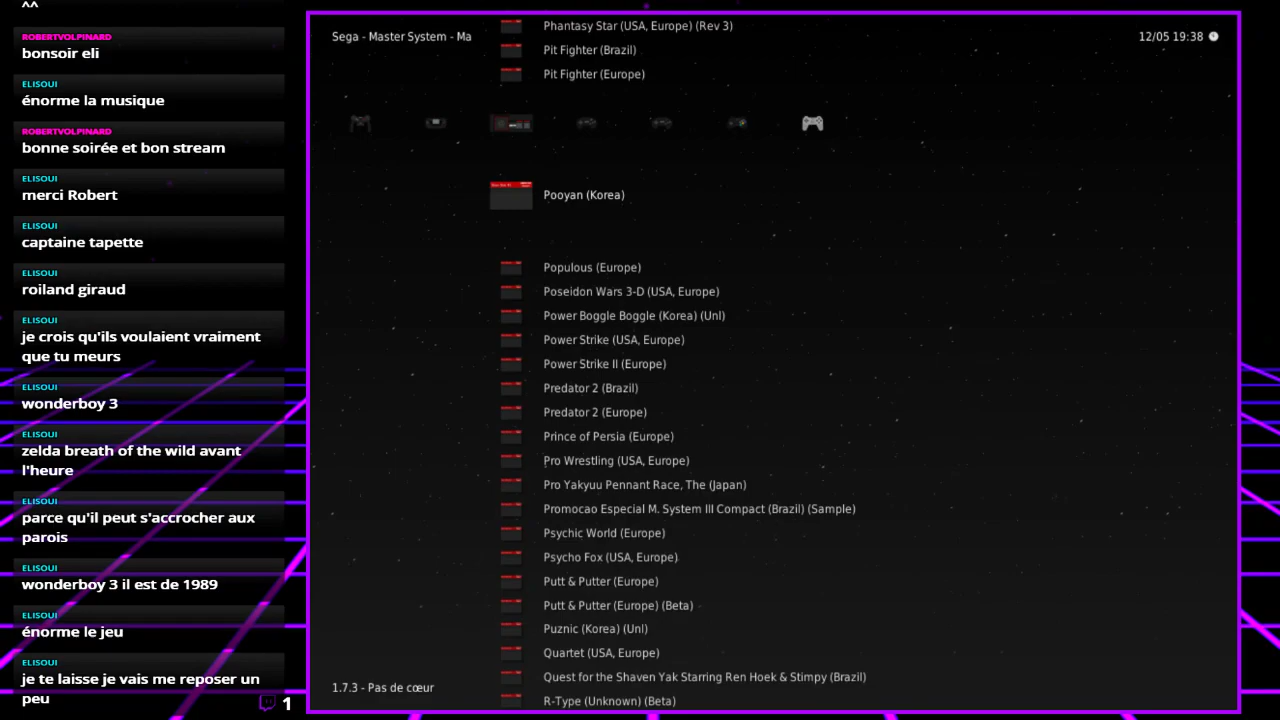 ^^
ROBERTVOLPINARD
bonsoir eli
ELISOUI
énorme la musique
ROBERTVOLPINARD
bonne soirée et bon stream
ELISOUI
merci Robert
ELISOUI
captaine tapette
ELISOUI
roiland giraud
ELISOUI
je crois qu'ils voulaient vraiment
que tu meurs
ELISOUI
wonderboy 3
ELISOUI
zelda breath of the wild avant
l'heure
ELISOUI
parce qu'il faut s'accrocher aux
parois
ELISOUI
wonderboy 3 il est de 1989
ELISOUI
énorme le jeu
ELISOUI
je te laisse je vais me reposer un
peu
1
Sega - Master System - Ma
12/05 19:38
Phantasy Star (USA, Europe) (Rev 3)
Pit Fighter (Brazil)
Pit Fighter (Europe)
Pooyan (Korea)
Populous (Europe)
Poseidon Wars 3-D (USA, Europe)
Power Boggle Boggle (Korea) (Unl)
Power Strike (USA, Europe)
Power Strike II (Europe)
Predator 2 (Brazil)
Predator 2 (Europe)
Prince of Persia (Europe)
Pro Wrestling (USA, Europe)
Pro Yakyuu Pennant Race, The (Japan)
Promocao Especial M. System III Compact (Brazil) (Sample)
Psychic World (Europe)
Psycho Fox (USA, Europe)
Putt & Putter (Europe)
Putt & Putter (Europe) (Beta)
Puznic (Korea) (Unl)
Quartet (USA, Europe)
Quest for the Shaven Yak Starring Ren Hoek & Stimpy (Brazil)
R-Type (Unknown) (Beta)
1.7.3 - Pas de cœur